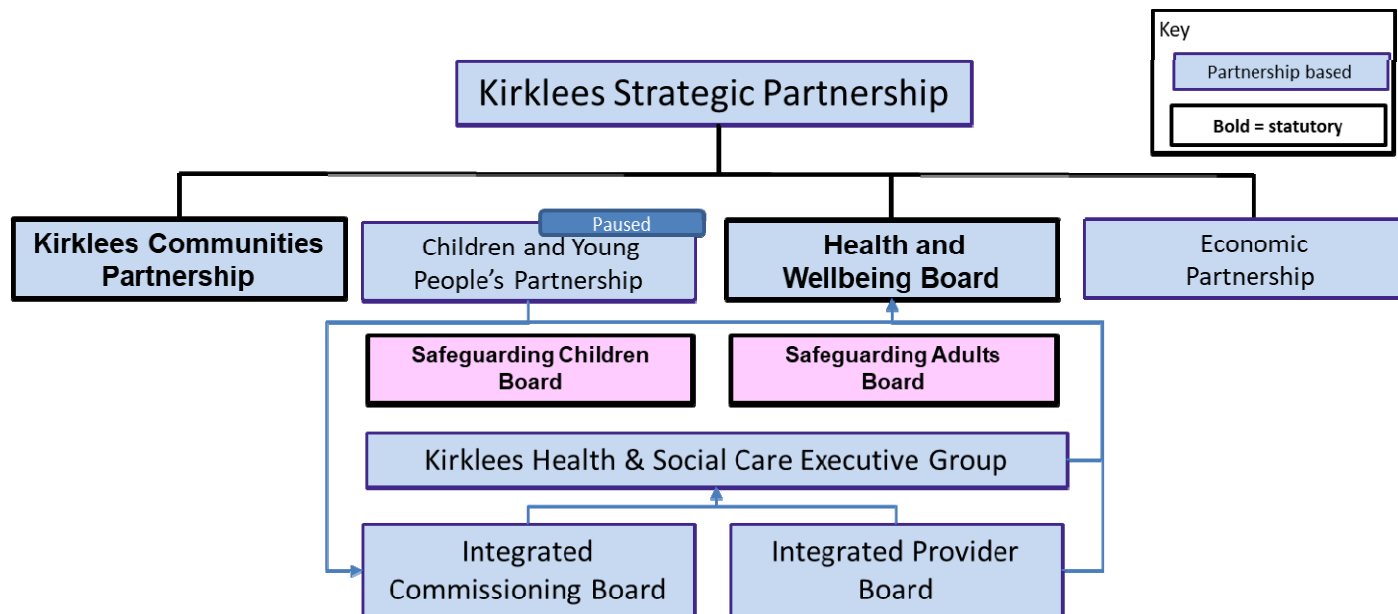 Key
Partnership based
Bold = statutory
Kirklees Strategic Partnership
Kirklees Communities
Partnership
Paused
Children and Young
People’s Partnership
Health and
Wellbeing Board
Economic
Partnership
Safeguarding Children
Board
Safeguarding Adults
Board
Kirklees Health & Social Care Executive Group
Integrated
Commissioning Board
Integrated Provider
Board